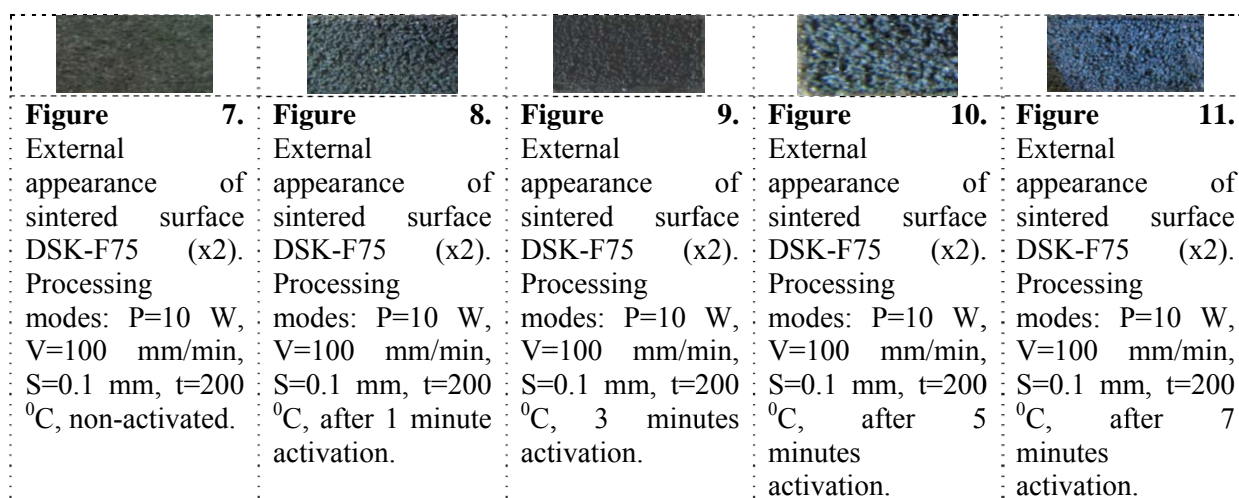 Figure 7.
External
appearance of
sintered surface
DSK-F75 (x2).
Processing
modes: P=10 W,
V=100 mm/min,
S=0.1 mm, t=200
⁰C, non-activated.
Figure 8.
External
appearance of
sintered surface
DSK-F75 (x2).
Processing
modes: P=10 W,
V=100 mm/min,
S=0.1 mm, t=200
⁰C, after 1 minute
activation.
Figure 9.
External
appearance of
sintered surface
DSK-F75 (x2).
Processing
modes: P=10 W,
V=100 mm/min,
S=0.1 mm, t=200
⁰C, 3 minutes
activation.
Figure 10.
External
appearance of
sintered surface
DSK-F75 (x2).
Processing
modes: P=10 W,
V=100 mm/min,
S=0.1 mm, t=200
⁰C, after 5
minutes
activation.
Figure 11.
External
appearance of
sintered surface
DSK-F75 (x2).
Processing
modes: P=10 W,
V=100 mm/min,
S=0.1 mm, t=200
⁰C, after 7
minutes
activation.